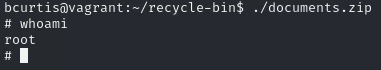 bcurtis@vagrant:~/recycle-bin$ ./documents.zip
# whoami
root
#